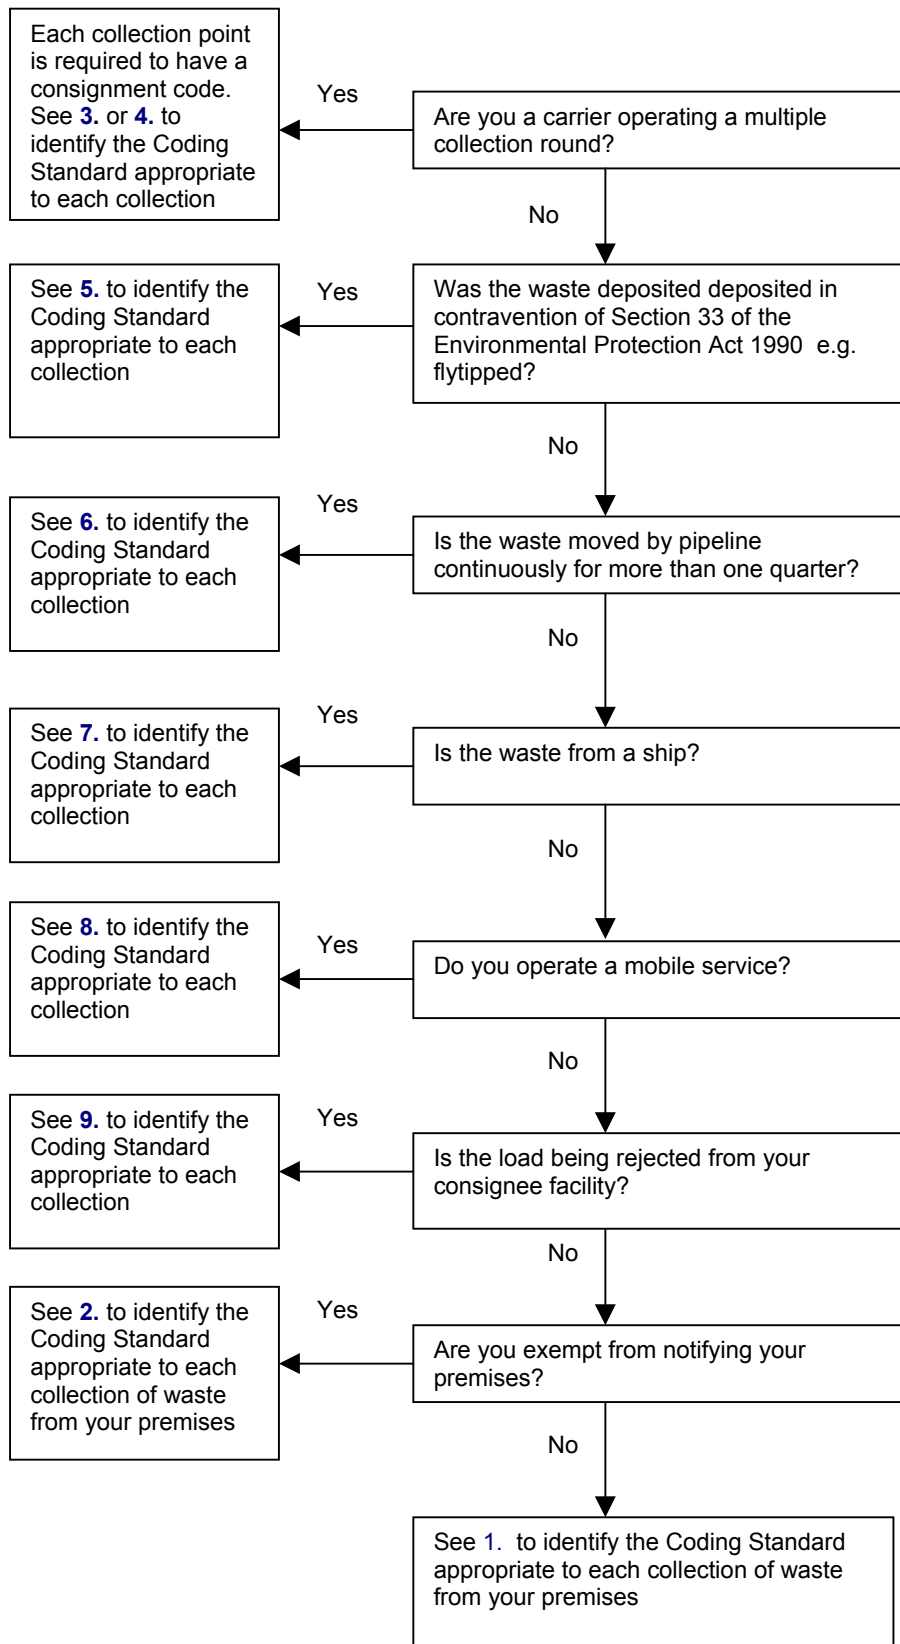 Each collection point
is required to have a
consignment code.
See 3. or 4. to
identify the Coding
Standard appropriate
to each collection
Yes
Are you a carrier operating a multiple
collection round?
No
See 5. to identify the
Coding Standard
appropriate to each
collection
Yes
Was the waste deposited deposited in
contravention of Section 33 of the
Environmental Protection Act 1990 e.g.
flytipped?
No
See 6. to identify the
Coding Standard
appropriate to each
collection
Yes
Is the waste moved by pipeline
continuously for more than one quarter?
No
See 7. to identify the
Coding Standard
appropriate to each
collection
Yes
Is the waste from a ship?
No
See 8. to identify the
Coding Standard
appropriate to each
collection
Yes
Do you operate a mobile service?
No
See 9. to identify the
Coding Standard
appropriate to each
collection
Yes
Is the load being rejected from your
consignee facility?
No
See 2. to identify the
Coding Standard
appropriate to each
collection of waste
from your premises
Yes
Are you exempt from notifying your
premises?
No
See 1. to identify the Coding Standard
appropriate to each collection of waste
from your premises